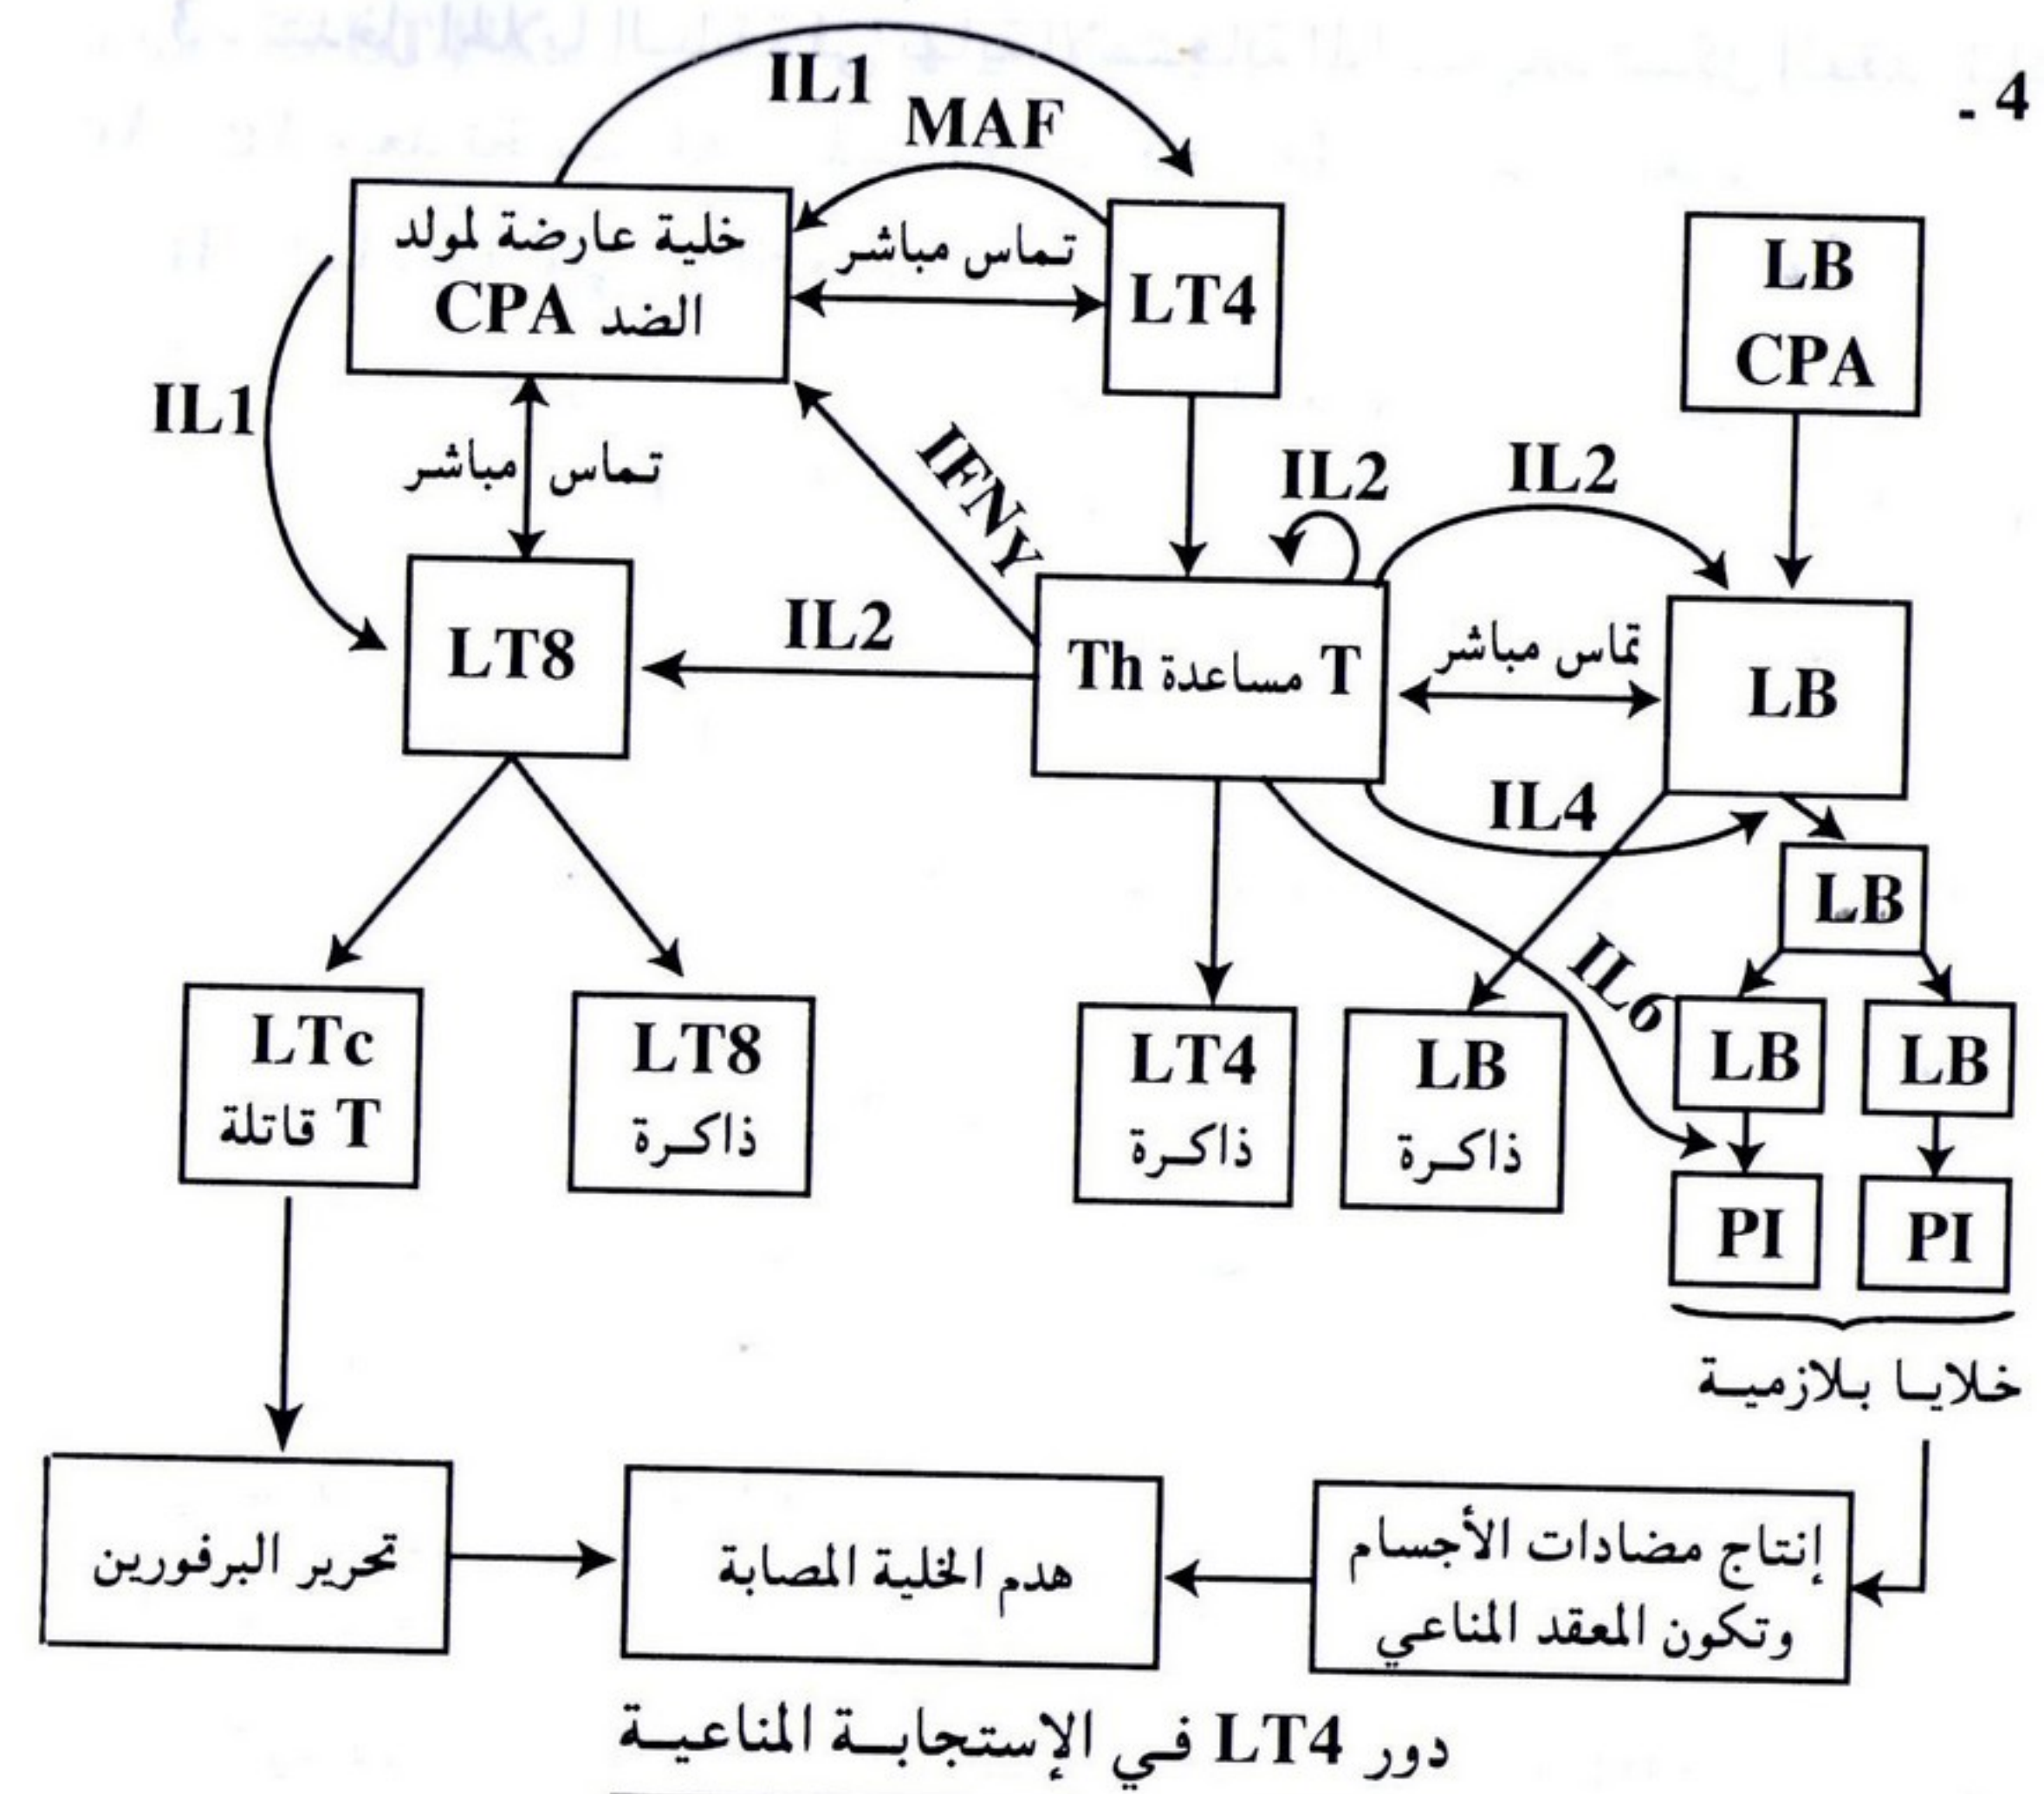 4 -
IL1
MAF
خلية عارضة لمولد
الضد CPA
تماس مباشر
LT4
LB
CPA
IL1
تماس مباشر
IFNY
IL2
IL2
LT8
IL2
T مساعدة Th
تماس مباشر
LB
IL4
LB
IL6
LTc
T قاتلة
LT8
ذاكرة
LT4
ذاكرة
LB
ذاكرة
LB
LB
PI
PI
خلايا بلازمية
تحرير البرفورين
هدم الخلية المصابة
إنتاج مضادات الأجسام
وتكون المعقد المناعي
دور LT4 في الإستجابة المناعية